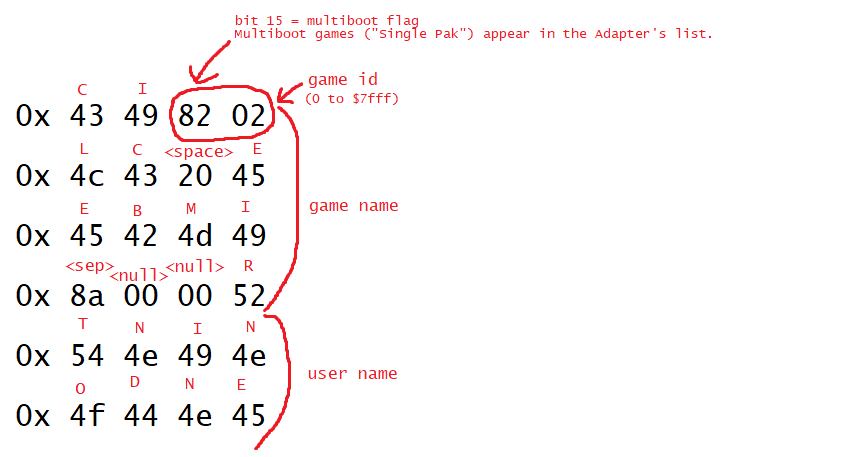 bit 15 = multiboot flag
Multiboot games ("Single Pak") appear in the Adapter's list.
game id
(0 to $7fff)
C I
0x 43 49 82 02
L C <space> E
0x 4c 43 20 45
game name
E B M I
0x 45 42 4d 49
<sep> <null> <null> R
0x 8a 00 00 52
T N I N
0x 54 4e 49 4e
user name
O D N E
0x 4f 44 4e 45